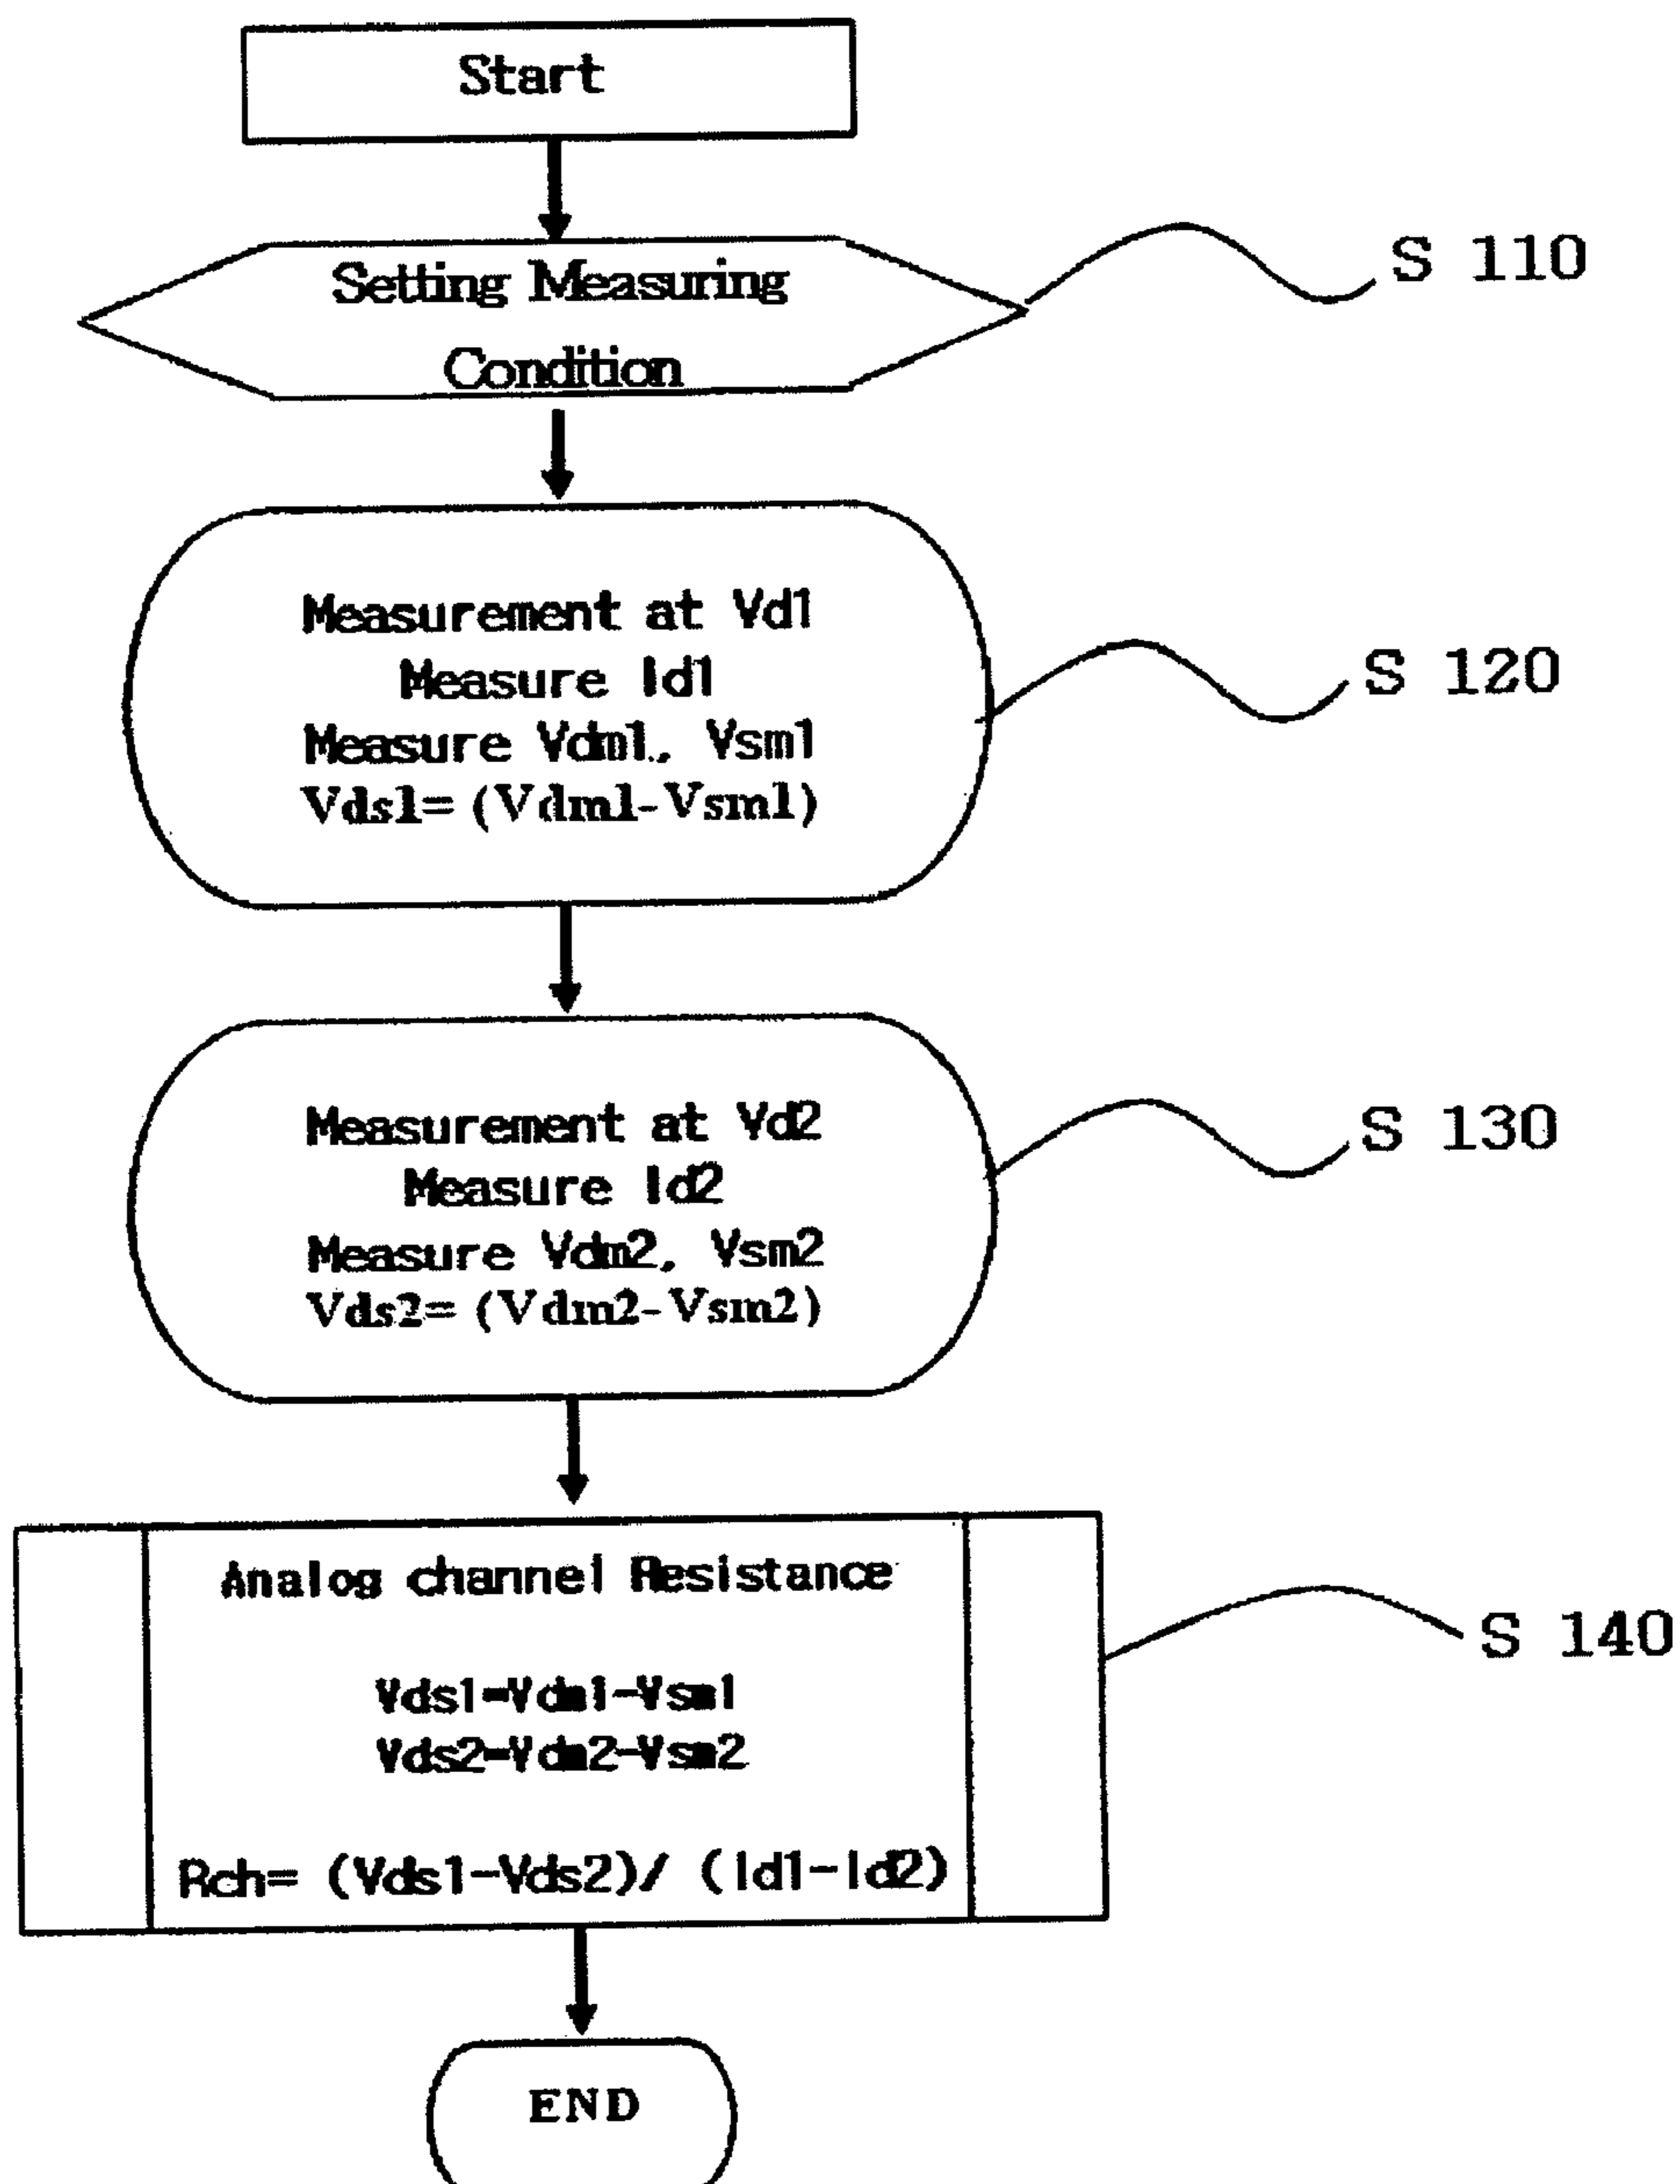 Start
Setting Measuring
Condition
S 110
Measurement at Vd1
Measure Id1
Measure Vdm1, Vsm1
Vds1= (Vdm1-Vsm1)
S 120
Measurement at Vd2
Measure Id2
Measure Vdm2, Vsm2
Vds2= (Vdm2-Vsm2)
S 130
Analog channel Resistance
Vds1=Vdm1-Vsm1
Vds2=Vdm2-Vsm2
Rch= (Vds1-Vds2)/ (Id1-Id2)
S 140
END